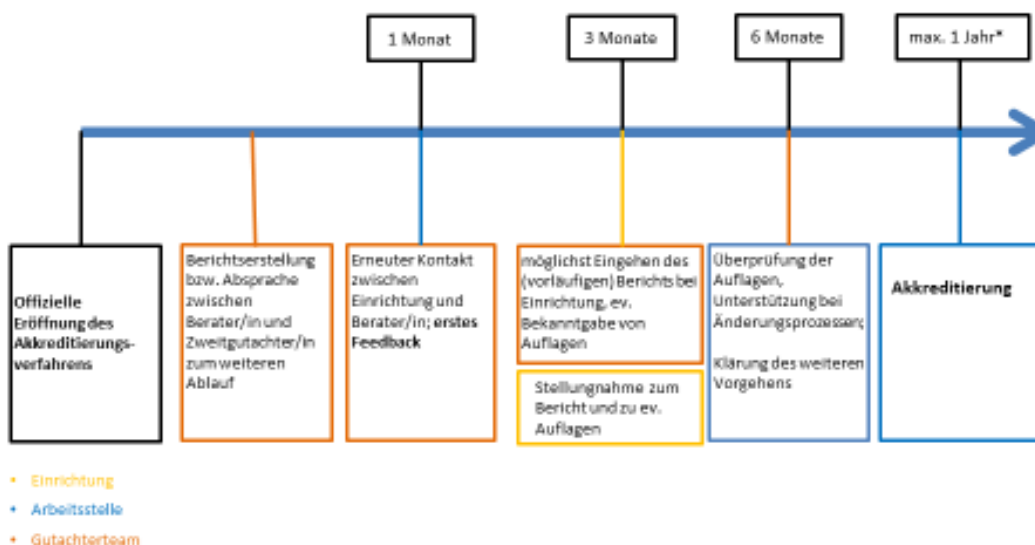 1 Monat
3 Monate
6 Monate
max. 1 Jahr*
Offizielle
Eröffnung des
Akkreditierungs-
verfahrens
Berichtserstellung
bzw. Absprache
zwischen
Berater/in und
Zweitgutachter/in
zum weiteren
Ablauf
Erneuter Kontakt
zwischen
Einrichtung und
Berater/in; erstes
Feedback
möglichst Eingehen des
(vorläufigen) Berichts bei
Einrichtung, ev.
Bekanntgabe von
Auflagen
Stellungnahme zum
Bericht und zu ev.
Auflagen
Überprüfung der
Auflagen,
Unterstützung bei
Änderungsprozessen;
Klärung des weiteren
Vorgehens
Akkreditierung
• Einrichtung
• Arbeitsstelle
• Gutachterteam